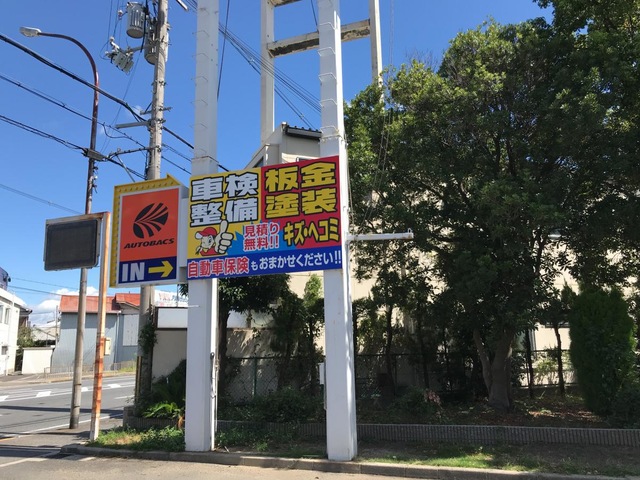 AUTOBACS
IN
車検
整備
板金
塗装
見積り
無料!!
キズ・ヘコミ
自動車保険もおまかせください!!